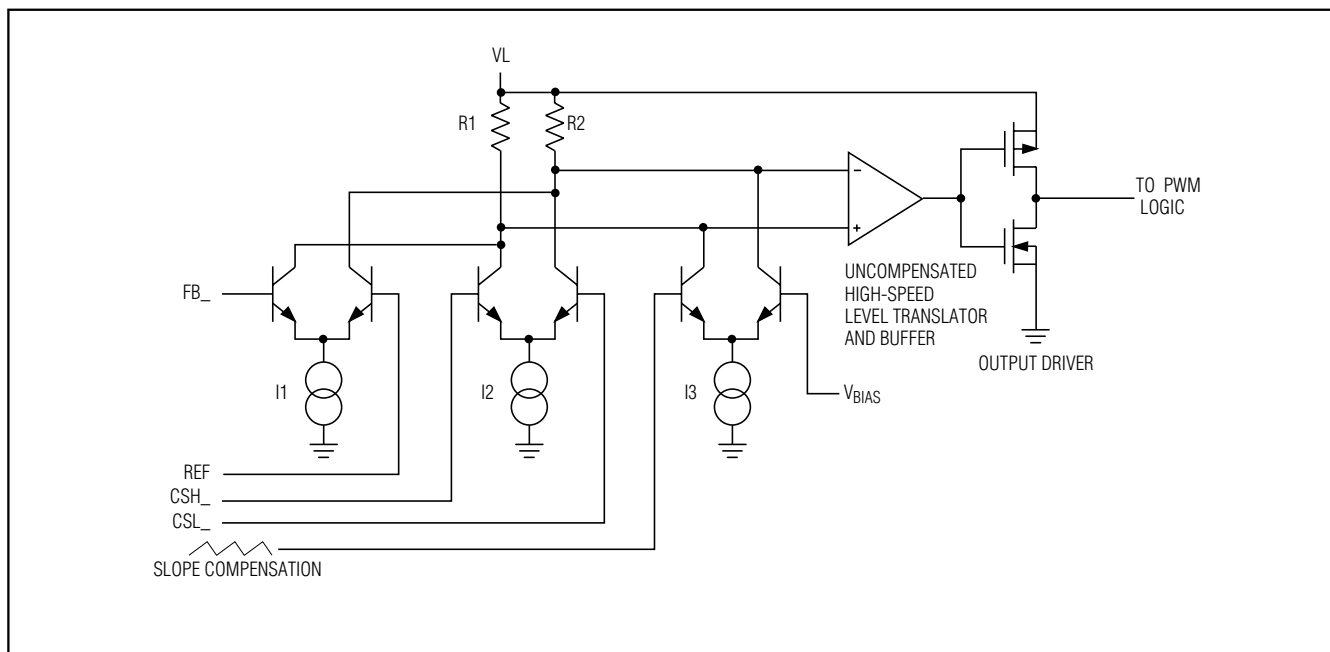 VL
R1
R2
−
+
TO PWM
LOGIC
FB_
UNCOMPENSATED
HIGH-SPEED
LEVEL TRANSLATOR
AND BUFFER
OUTPUT DRIVER
I1
I2
I3
VBIAS
REF
CSH_
CSL_
SLOPE COMPENSATION